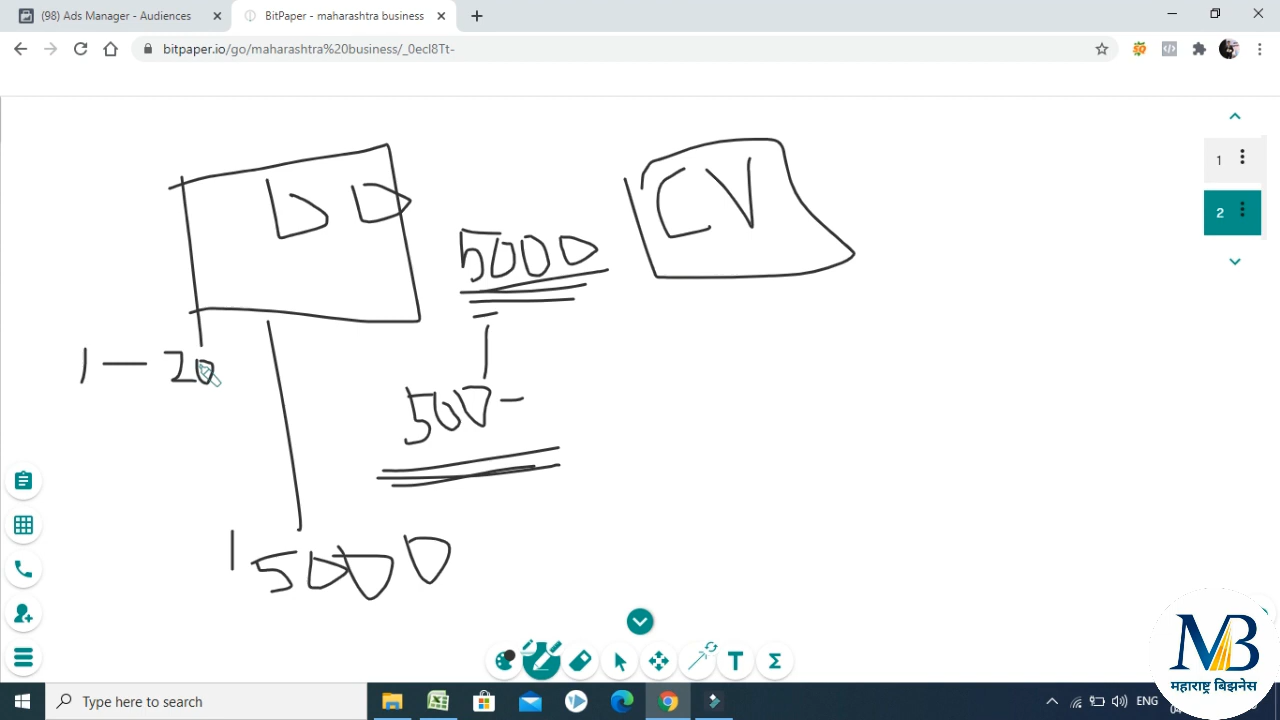 (98) Ads Manager - Audiences
BitPaper - maharashtra business
bitpaper.io/go/maharashtra%20business/_0ecI8Tt-
1
2
DD
CV
5000
1 — 20
500-
15000
T
Σ
MB
महाराष्ट्र बिझनेस
Type here to search
ENG